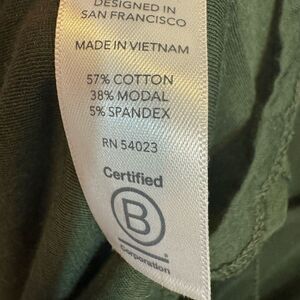 DESIGNED IN
SAN FRANCISCO
MADE IN VIETNAM
57% COTTON
38% MODAL
5% SPANDEX
RN 54023
Certified
B
Corporation